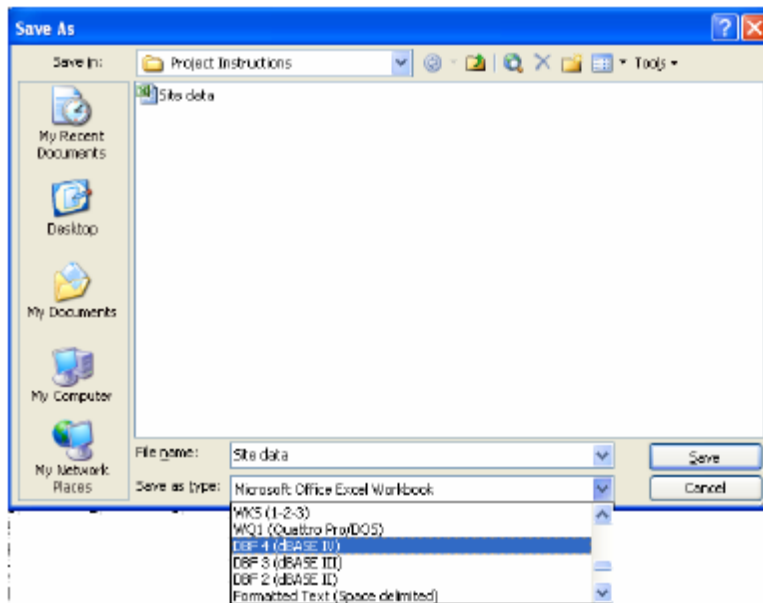 Save As
Save in:
Project Instructions
Tools
Site data
My Recent
Documents
Desktop
My Documents
My Computer
My Network
Places
File name:
Site data
Save
Save as type:
Microsoft Office Excel Workbook
Cancel
WK5 (1-2-3)
WQ1 (Quattro Pro/DOS)
DBF 4 (dBASE IV)
DBF 3 (dBASE III)
DBF 2 (dBASE II)
Formatted Text (Space delimited)